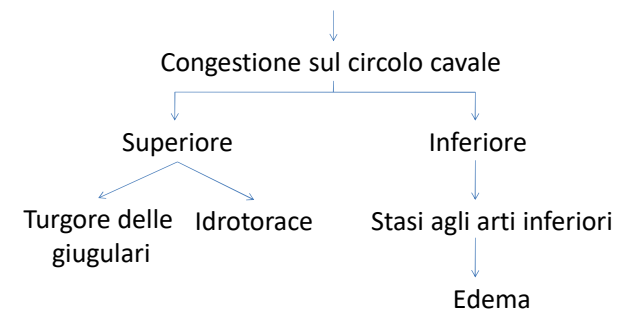 Congestione sul circolo cavale
Superiore
Inferiore
Turgore delle
giugulari
Idrotorace
Stasi agli arti inferiori
Edema